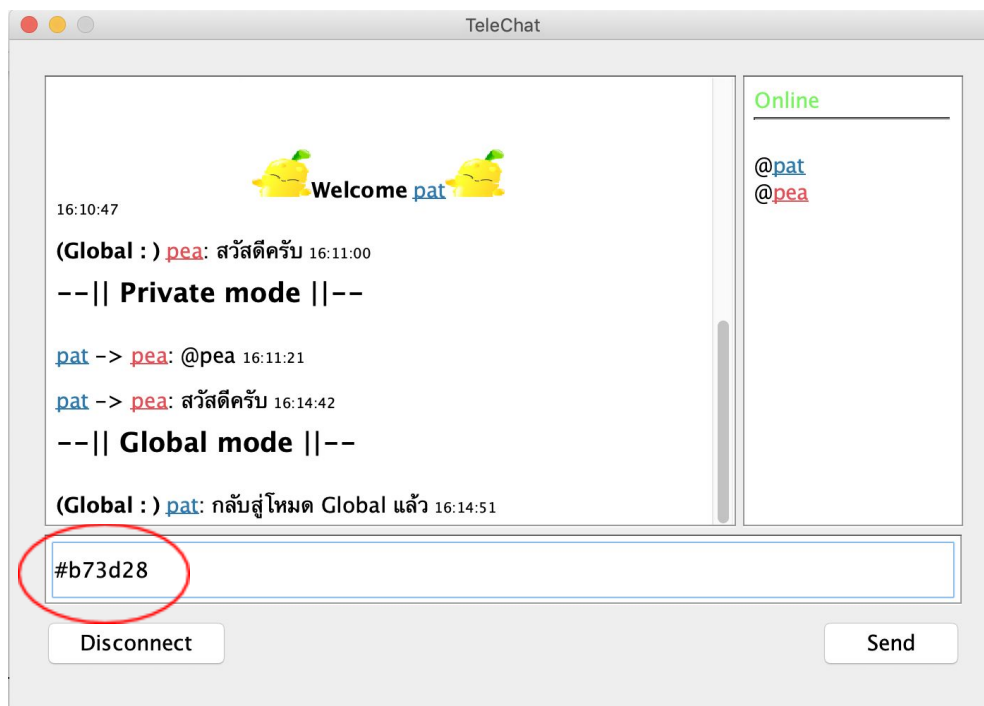 TeleChat
Welcome pat
16:10:47
(Global : ) pea: สวัสดีครับ 16:11:00
--|| Private mode ||--
pat -> pea: @pea 16:11:21
pat -> pea: สวัสดีครับ 16:14:42
--|| Global mode ||--
(Global : ) pat: กลับสู่โหมด Global แล้ว 16:14:51
Online
@pat
@pea
#b73d28
Disconnect
Send